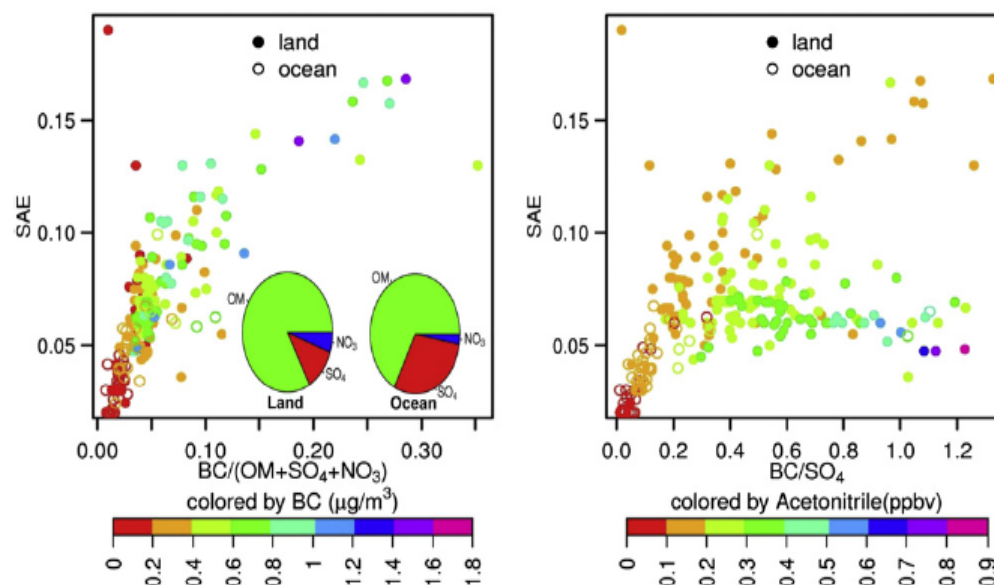 land
ocean
SAE
0.15
0.10
0.05
OM
NO₃
SO₄
Land
OM
NO₃
SO₄
Ocean
0.00 0.10 0.20 0.30
BC/(OM+SO₄+NO₃)
colored by BC (µg/m³)
0 0.2 0.4 0.6 0.8 1 1.2 1.4 1.6 1.8
land
ocean
SAE
0.15
0.10
0.05
0.0 0.2 0.4 0.6 0.8 1.0 1.2
BC/SO₄
colored by Acetonitrile(ppbv)
0 0.1 0.2 0.3 0.4 0.5 0.6 0.7 0.8 0.9